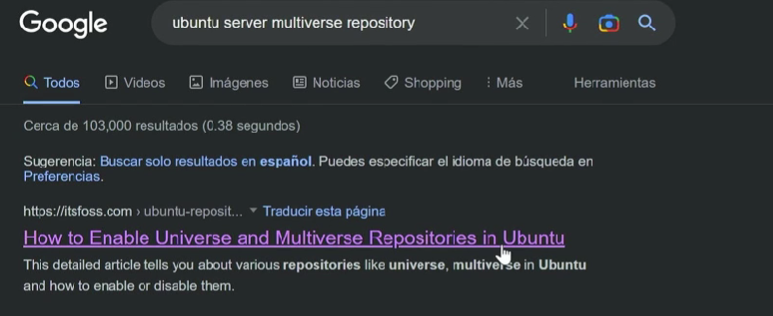 Google
ubuntu server multiverse repository
Todos Videos Imágenes Noticias Shopping Más Herramientas
Cerca de 103,000 resultados (0.38 segundos)
Sugerencia: Buscar solo resultados en español. Puedes especificar el idioma de búsqueda en
Preferencias.
https://itsfoss.com › ubuntu-reposit... Traducir esta página
How to Enable Universe and Multiverse Repositories in Ubuntu
This detailed article tells you about various repositories like universe, multiverse in Ubuntu
and how to enable or disable them.